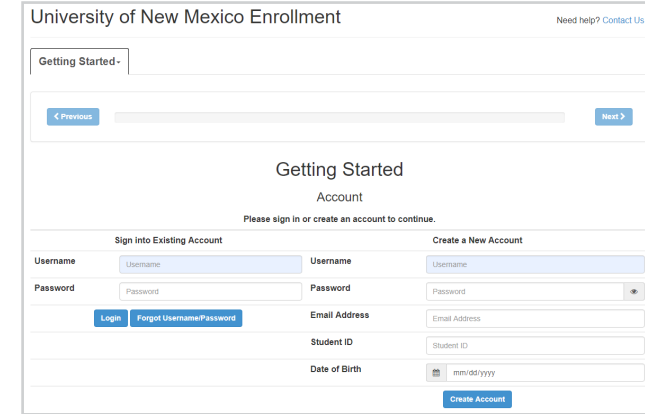 University of New Mexico Enrollment
Need help? Contact Us
Getting Started
Previous
Next
Getting Started
Account
Please sign in or create an account to continue.
Sign into Existing Account
Create a New Account
Username Username Username Username
Password Password Password Password
Login Forgot Username/Password Email Address Email Address
Student ID Student ID
Date of Birth mm/dd/yyyy
Create Account